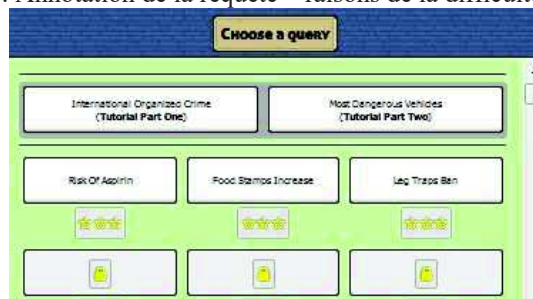 CHOOSE a QUERY
International Organized Crime
(Tutorial Part One)
Most Dangerous Vehicles
(Tutorial Part Two)
Risk Of Aspirin
Food Stamps Increase
Leg Traps Ban